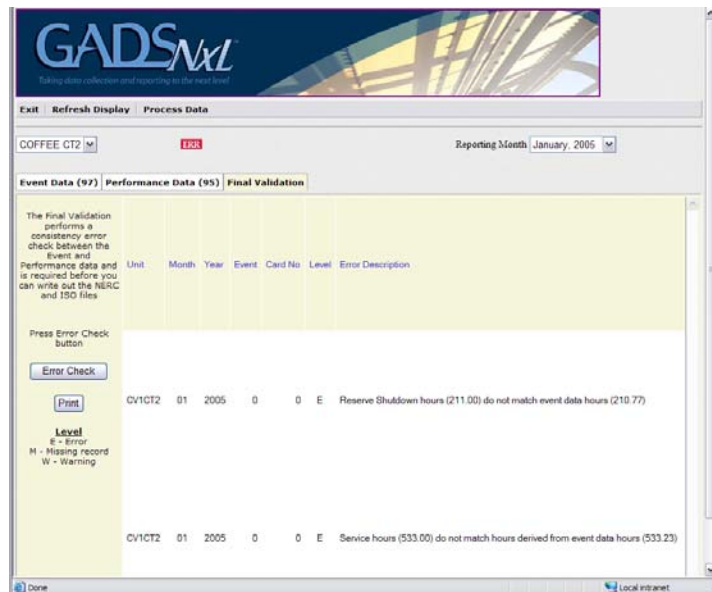 GADSNxL
Taking data collection and reporting to the next level
Exit Refresh Display Process Data
COFFEE CT2 ERR Reporting Month January, 2005
Event Data (97) Performance Data (95) Final Validation
The Final Validation
performs a
consistency error
check between the
Event and
Performance data and
is required before you
can write out the NERC
and ISO files
Unit Month Year Event Card No Level Error Description
Press Error Check
button
Error Check
Print
Level
E - Error
M - Missing record
W - Warning
CV1CT2 01 2005 0 0 E Reserve Shutdown hours (211.00) do not match event data hours (210.77)
CV1CT2 01 2005 0 0 E Service hours (533.00) do not match hours derived from event data hours (533.23)
Done Local intranet